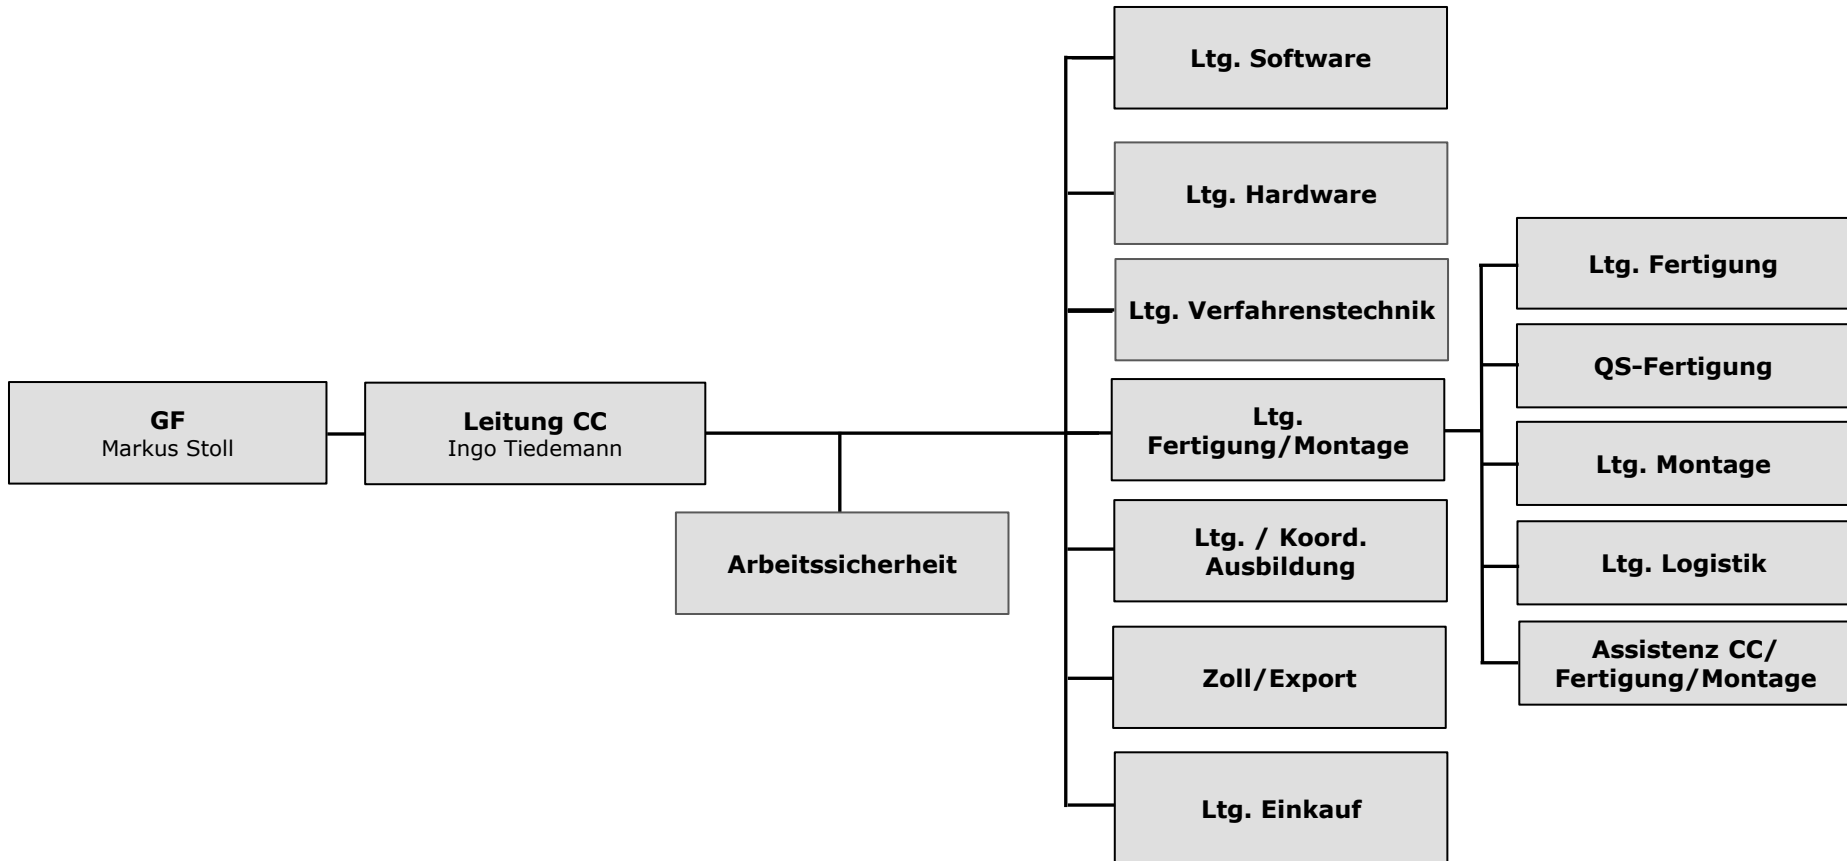 GF
Markus Stoll
Leitung CC
Ingo Tiedemann
Arbeitssicherheit
Ltg. Software
Ltg. Hardware
Ltg. Verfahrenstechnik
Ltg.
Fertigung/Montage
Ltg. / Koord.
Ausbildung
Zoll/Export
Ltg. Einkauf
Ltg. Fertigung
QS-Fertigung
Ltg. Montage
Ltg. Logistik
Assistenz CC/
Fertigung/Montage